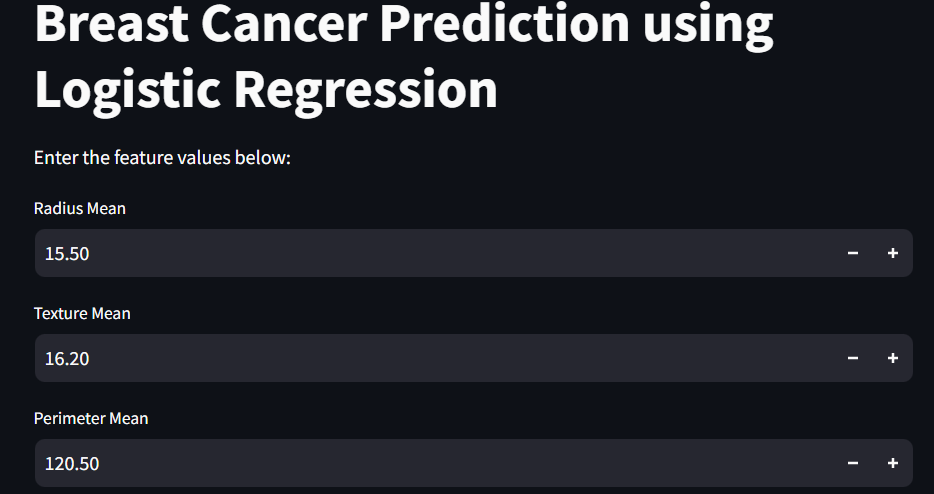 Breast Cancer Prediction using
Logistic Regression
Enter the feature values below:
Radius Mean
15.50
Texture Mean
16.20
Perimeter Mean
120.50